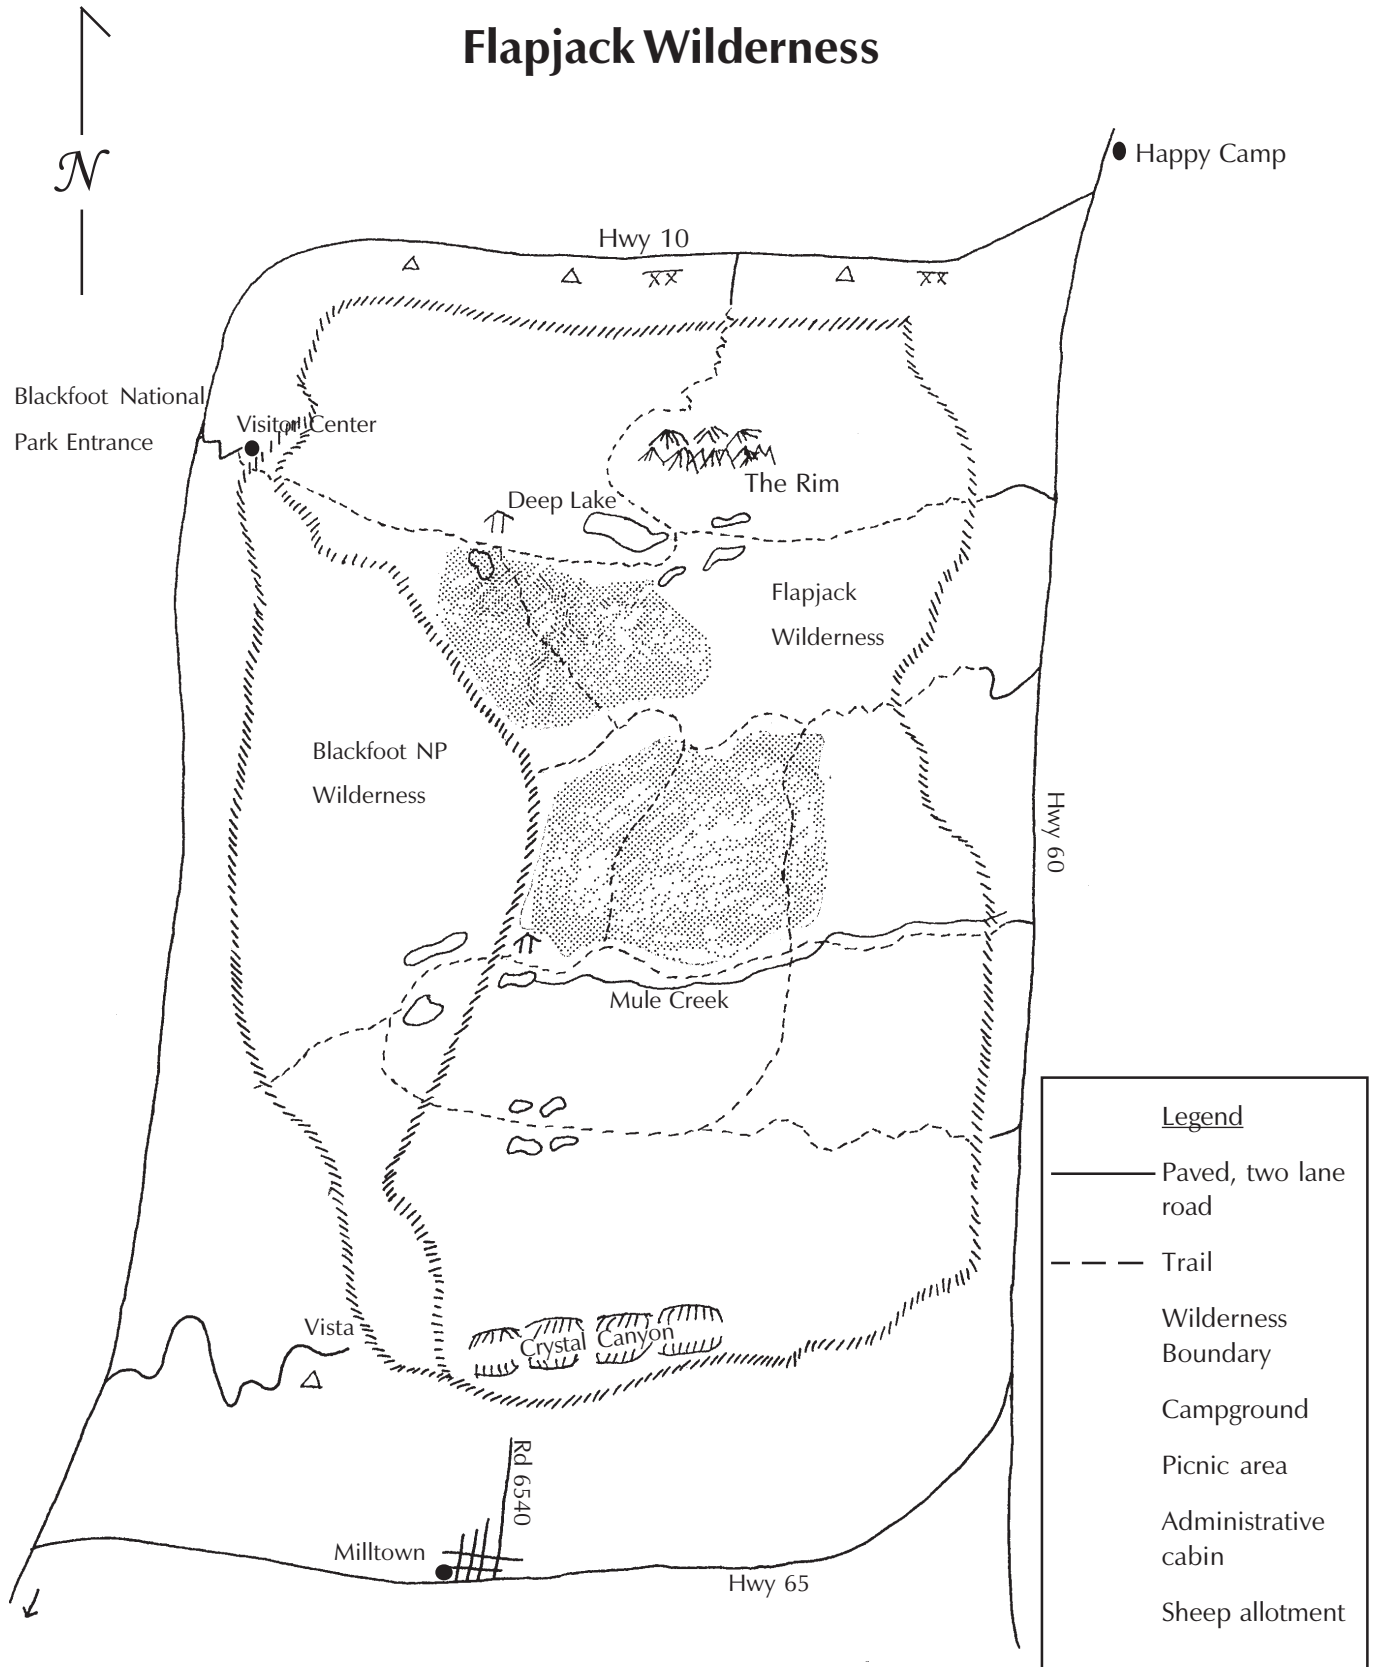 Flapjack Wilderness
N
Happy Camp
Hwy 10
Blackfoot National
Park Entrance
Visitor Center
The Rim
Deep Lake
Flapjack
Wilderness
Blackfoot NP
Wilderness
Hwy 60
Mule Creek
Legend
Paved, two lane
road
Trail
Wilderness
Boundary
Campground
Picnic area
Administrative
cabin
Sheep allotment
Vista
Crystal Canyon
Rd 6540
Milltown
Hwy 65